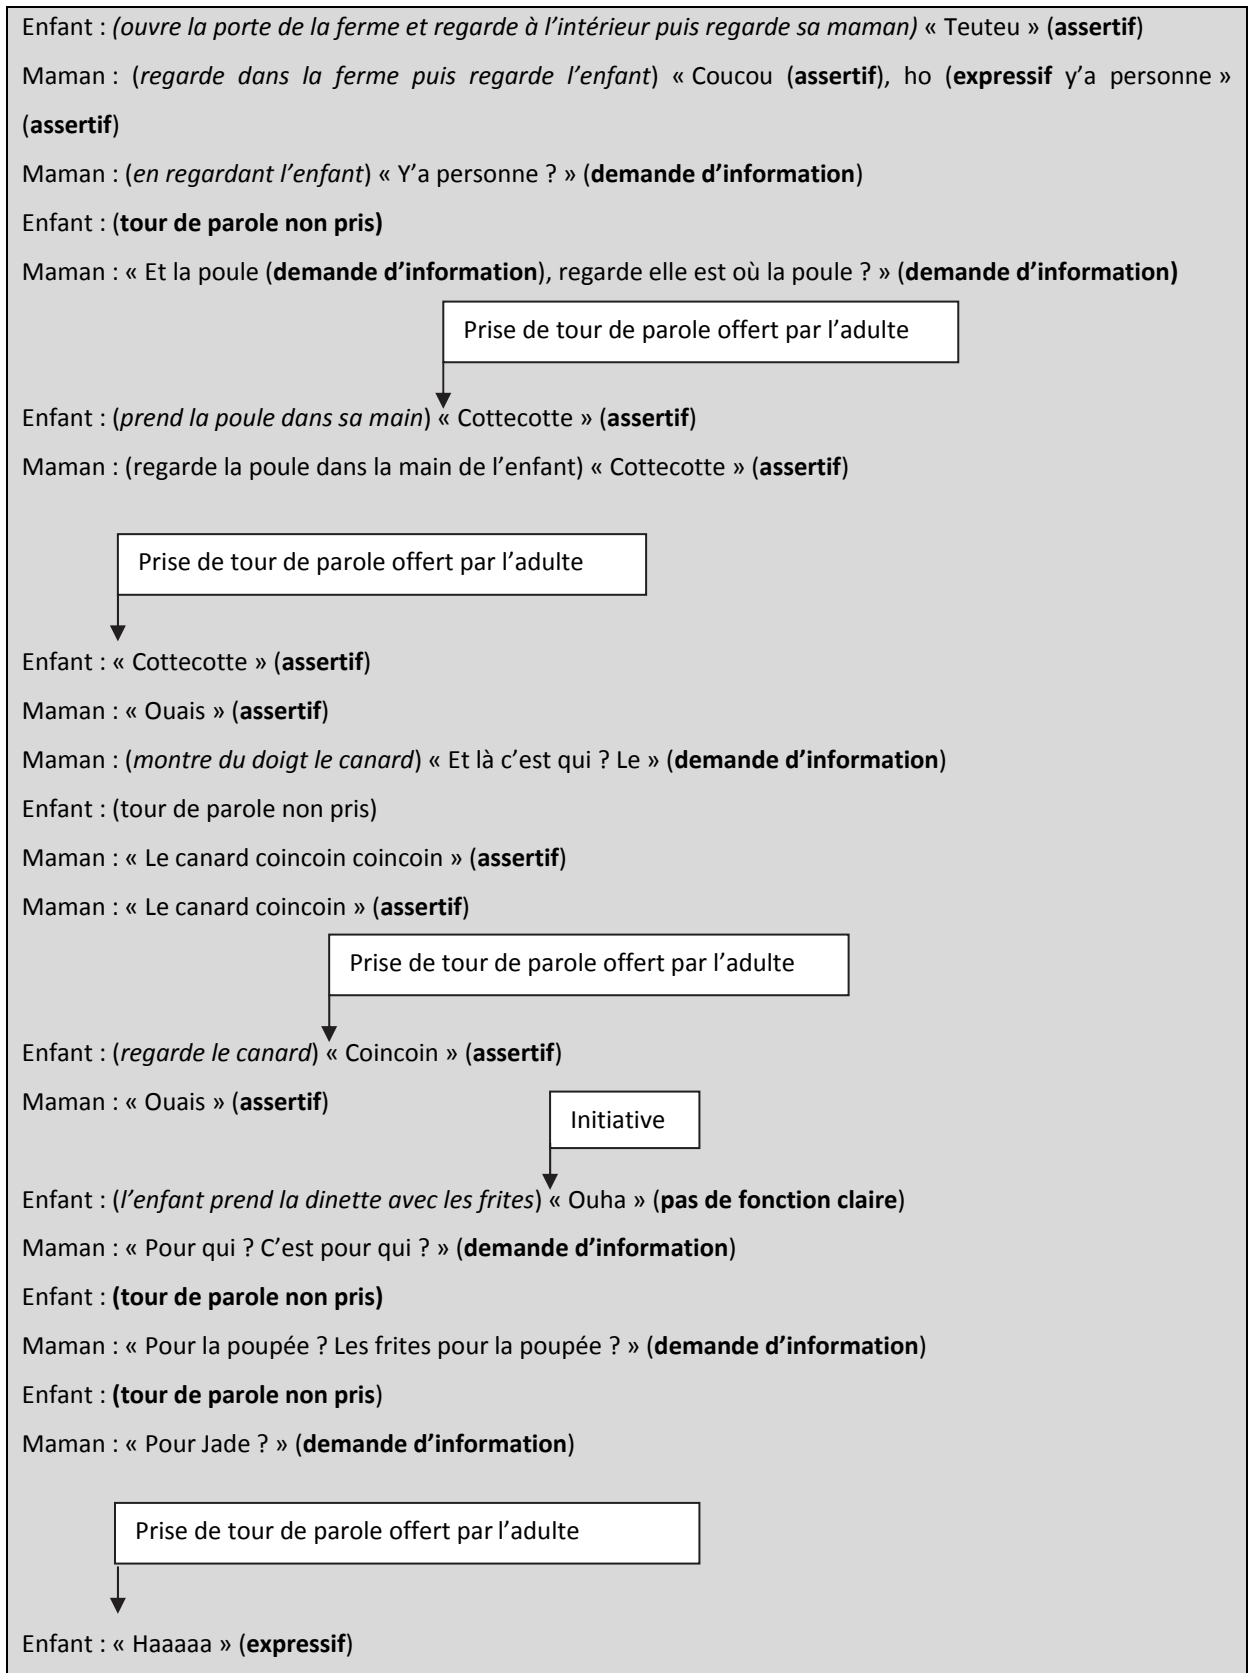 Enfant : (ouvre la porte de la ferme et regarde à l’intérieur puis regarde sa maman) « Teuteu » (assertif)
Maman : (regarde dans la ferme puis regarde l’enfant) « Coucou (assertif), ho (expressif y’a personne »
(assertif)
Maman : (en regardant l’enfant) « Y’a personne ? » (demande d’information)
Enfant : (tour de parole non pris)
Maman : « Et la poule (demande d’information), regarde elle est où la poule ? » (demande d’information)
Prise de tour de parole offert par l’adulte
Enfant : (prend la poule dans sa main) « Cottecotte » (assertif)
Maman : (regarde la poule dans la main de l’enfant) « Cottecotte » (assertif)
Prise de tour de parole offert par l’adulte
Enfant : « Cottecotte » (assertif)
Maman : « Ouais » (assertif)
Maman : (montre du doigt le canard) « Et là c’est qui ? Le » (demande d’information)
Enfant : (tour de parole non pris)
Maman : « Le canard coincoin coincoin » (assertif)
Maman : « Le canard coincoin » (assertif)
Prise de tour de parole offert par l’adulte
Enfant : (regarde le canard) « Coincoin » (assertif)
Maman : « Ouais » (assertif)
Initiative
Enfant : (l’enfant prend la dinette avec les frites) « Ouha » (pas de fonction claire)
Maman : « Pour qui ? C’est pour qui ? » (demande d’information)
Enfant : (tour de parole non pris)
Maman : « Pour la poupée ? Les frites pour la poupée ? » (demande d’information)
Enfant : (tour de parole non pris)
Maman : « Pour Jade ? » (demande d’information)
Prise de tour de parole offert par l’adulte
Enfant : « Haaaaa » (expressif)